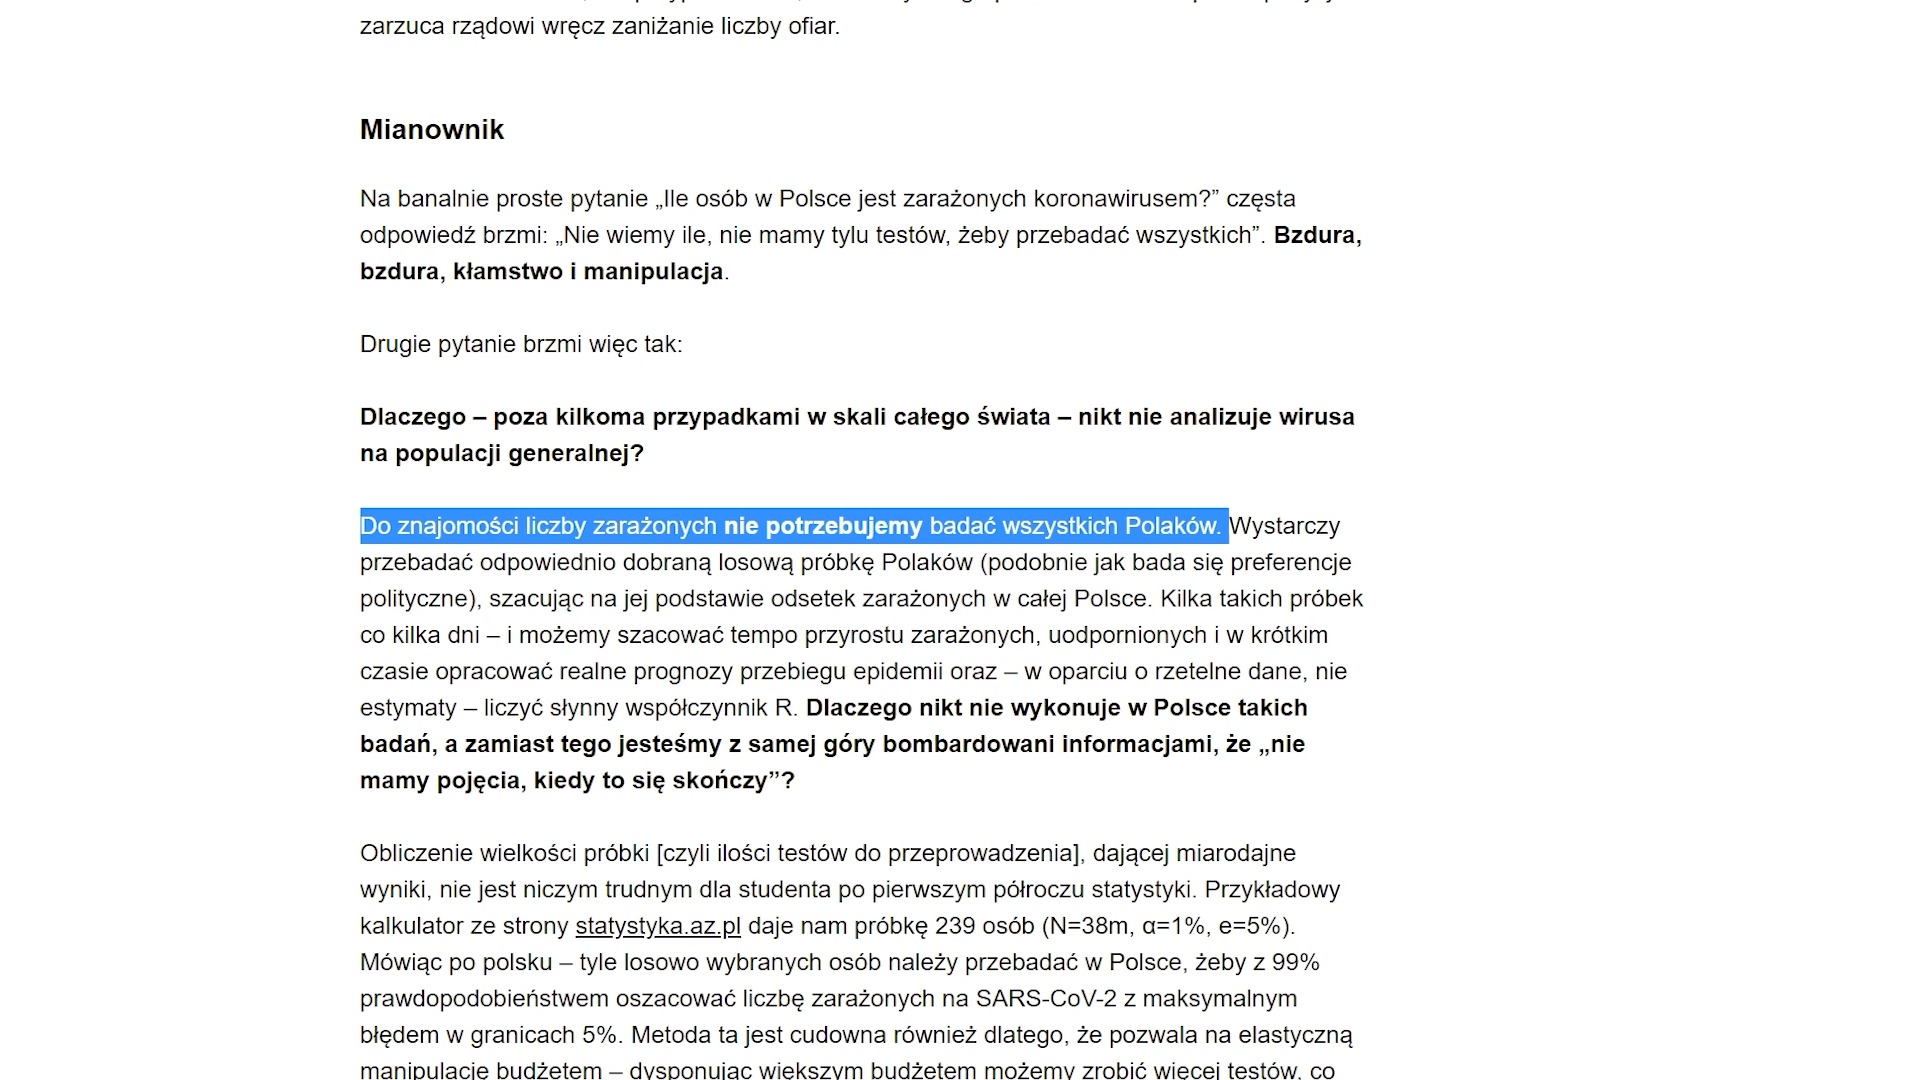 zarzuca rządowi wręcz zaniżanie liczby ofiar.
Mianownik
Na banalnie proste pytanie „Ile osób w Polsce jest zarażonych koronawirusem?” częsta
odpowiedź brzmi: „Nie wiemy ile, nie mamy tylu testów, żeby przebadać wszystkich”. Bzdura,
bzdura, kłamstwo i manipulacja.
Drugie pytanie brzmi więc tak:
Dlaczego – poza kilkoma przypadkami w skali całego świata – nikt nie analizuje wirusa
na populacji generalnej?
Do znajomości liczby zarażonych nie potrzebujemy badać wszystkich Polaków. Wystarczy
przebadać odpowiednio dobraną losową próbkę Polaków (podobnie jak bada się preferencje
polityczne), szacując na jej podstawie odsetek zarażonych w całej Polsce. Kilka takich próbek
co kilka dni – i możemy szacować tempo przyrostu zarażonych, uodpornionych i w krótkim
czasie opracować realne prognozy przebiegu epidemii oraz – w oparciu o rzetelne dane, nie
estymaty – liczyć słynny współczynnik R. Dlaczego nikt nie wykonuje w Polsce takich
badań, a zamiast tego jesteśmy z samej góry bombardowani informacjami, że „nie
mamy pojęcia, kiedy to się skończy”?
Obliczenie wielkości próbki [czyli ilości testów do przeprowadzenia], dającej miarodajne
wyniki, nie jest niczym trudnym dla studenta po pierwszym półroczu statystyki. Przykładowy
kalkulator ze strony statystyka.az.pl daje nam próbkę 239 osób (N=38m, α=1%, e=5%).
Mówiąc po polsku – tyle losowo wybranych osób należy przebadać w Polsce, żeby z 99%
prawdopodobieństwem oszacować liczbę zarażonych na SARS-CoV-2 z maksymalnym
błędem w granicach 5%. Metoda ta jest cudowna również dlatego, że pozwala na elastyczną
manipulację budżetem – dysponując większym budżetem możemy zrobić więcej testów, co